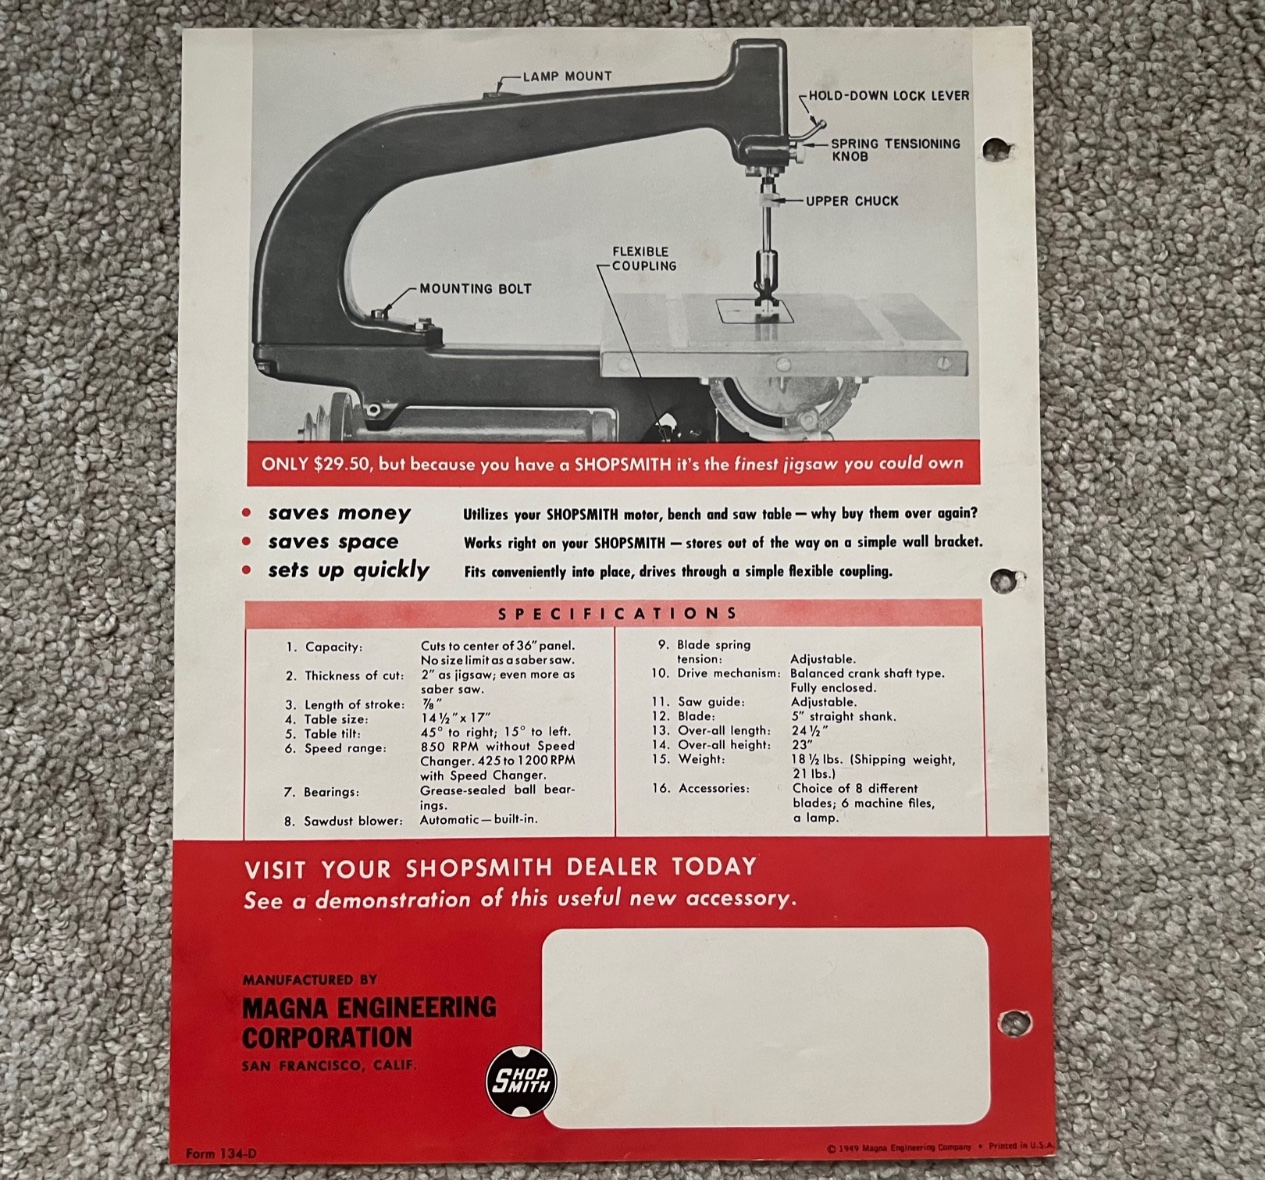 LAMP MOUNT
HOLD-DOWN LOCK LEVER
SPRING TENSIONING
KNOB
UPPER CHUCK
FLEXIBLE
COUPLING
MOUNTING BOLT
ONLY $29.50, but because you have a SHOPSMITH it's the finest jigsaw you could own
• saves money Utilizes your SHOPSMITH motor, bench and saw table — why buy them over again?
• saves space Works right on your SHOPSMITH — stores out of the way on a simple wall bracket.
• sets up quickly Fits conveniently into place, drives through a simple flexible coupling.
SPECIFICATIONS
1. Capacity: Cuts to center of 36" panel.
No size limit as a saber saw.
2. Thickness of cut: 2" as jigsaw; even more as
saber saw.
3. Length of stroke: ⅞"
4. Table size: 14½" x 17"
5. Table tilt: 45° to right; 15° to left.
6. Speed range: 850 RPM without Speed
Changer. 425 to 1200 RPM
with Speed Changer.
7. Bearings: Grease-sealed ball bear-
ings.
8. Sawdust blower: Automatic — built-in.
9. Blade spring
tension: Adjustable.
10. Drive mechanism: Balanced crank shaft type.
Fully enclosed.
11. Saw guide: Adjustable.
12. Blade: 5" straight shank.
13. Over-all length: 24½"
14. Over-all height: 23"
15. Weight: 18½ lbs. (Shipping weight,
21 lbs.)
16. Accessories: Choice of 8 different
blades; 6 machine files,
a lamp.
VISIT YOUR SHOPSMITH DEALER TODAY
See a demonstration of this useful new accessory.
MANUFACTURED BY
MAGNA ENGINEERING
CORPORATION
SAN FRANCISCO, CALIF.
SHOP
SMITH
Form 134-D
© 1949 Magna Engineering Company • Printed in U.S.A.